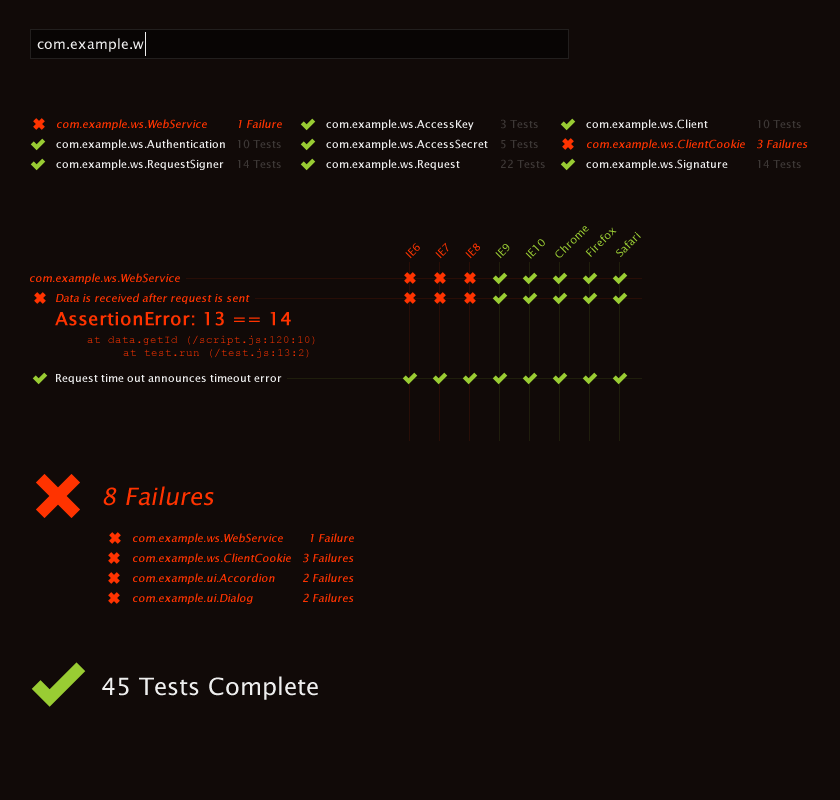 com.example.w
com.example.ws.WebService 1 Failure com.example.ws.AccessKey 3 Tests com.example.ws.Client 10 Tests
com.example.ws.Authentication 10 Tests com.example.ws.AccessSecret 5 Tests com.example.ws.ClientCookie 3 Failures
com.example.ws.RequestSigner 14 Tests com.example.ws.Request 22 Tests com.example.ws.Signature 14 Tests
IE6 IE7 IE8 IE9 IE10 Chrome Firefox Safari
com.example.ws.WebService
Data is received after request is sent
AssertionError: 13 == 14
at data.getId (/script.js:120:10)
at test.run (/test.js:13:2)
Request time out announces timeout error
8 Failures
com.example.ws.WebService 1 Failure
com.example.ws.ClientCookie 3 Failures
com.example.ui.Accordion 2 Failures
com.example.ui.Dialog 2 Failures
45 Tests Complete